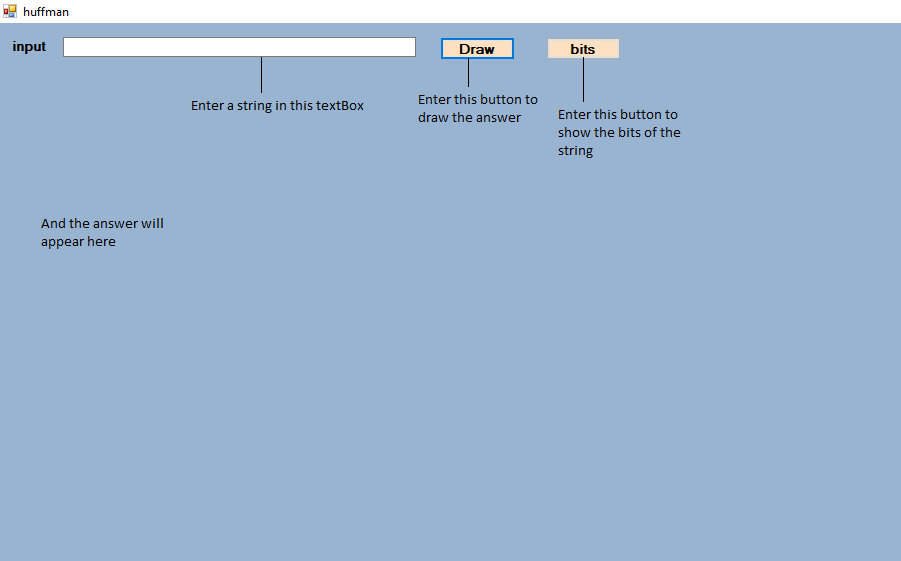 huffman
input
Draw
bits
Enter a string in this textBox
Enter this button to
draw the answer
Enter this button to
show the bits of the
string
And the answer will
appear here